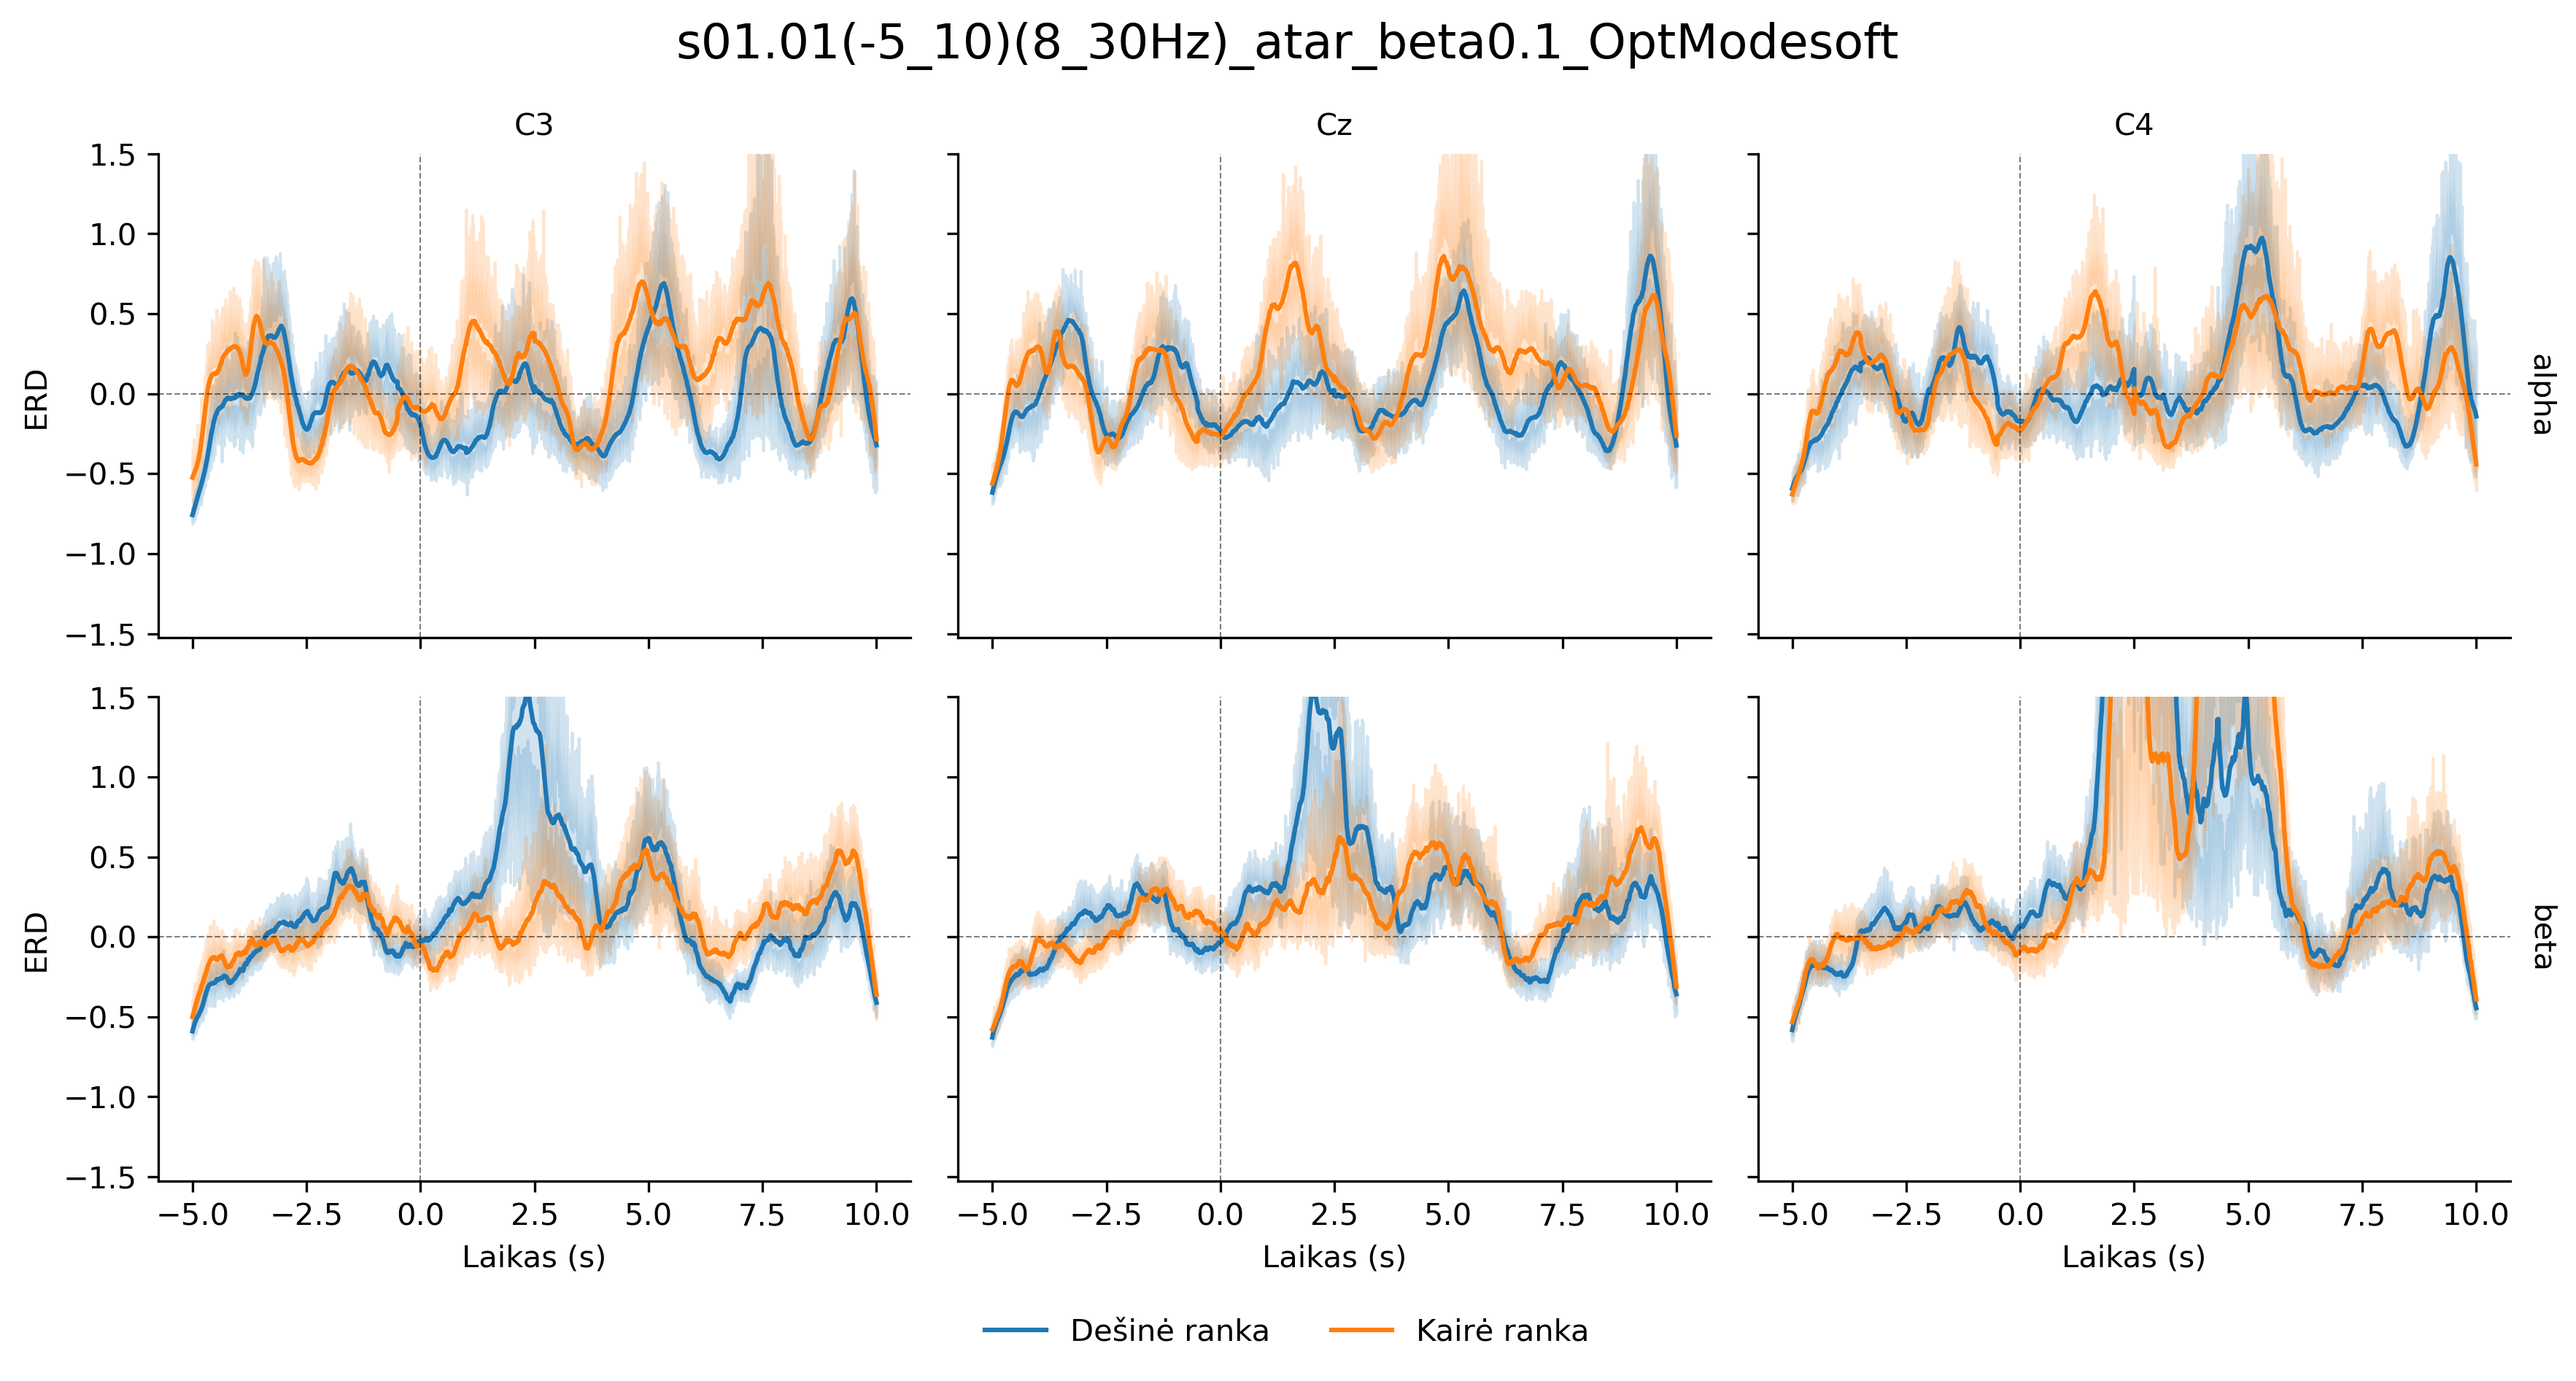 s01.01(-5_10)(8_30Hz)_atar_beta0.1_OptModesoft
C3 Cz C4
1.5
1.0
0.5
0.0
−0.5
−1.0
−1.5
ERD
alpha
1.5
1.0
0.5
0.0
−0.5
−1.0
−1.5
ERD
beta
−5.0 −2.5 0.0 2.5 5.0 7.5 10.0 −5.0 −2.5 0.0 2.5 5.0 7.5 10.0 −5.0 −2.5 0.0 2.5 5.0 7.5 10.0
Laikas (s) Laikas (s) Laikas (s)
Dešinė ranka Kairė ranka